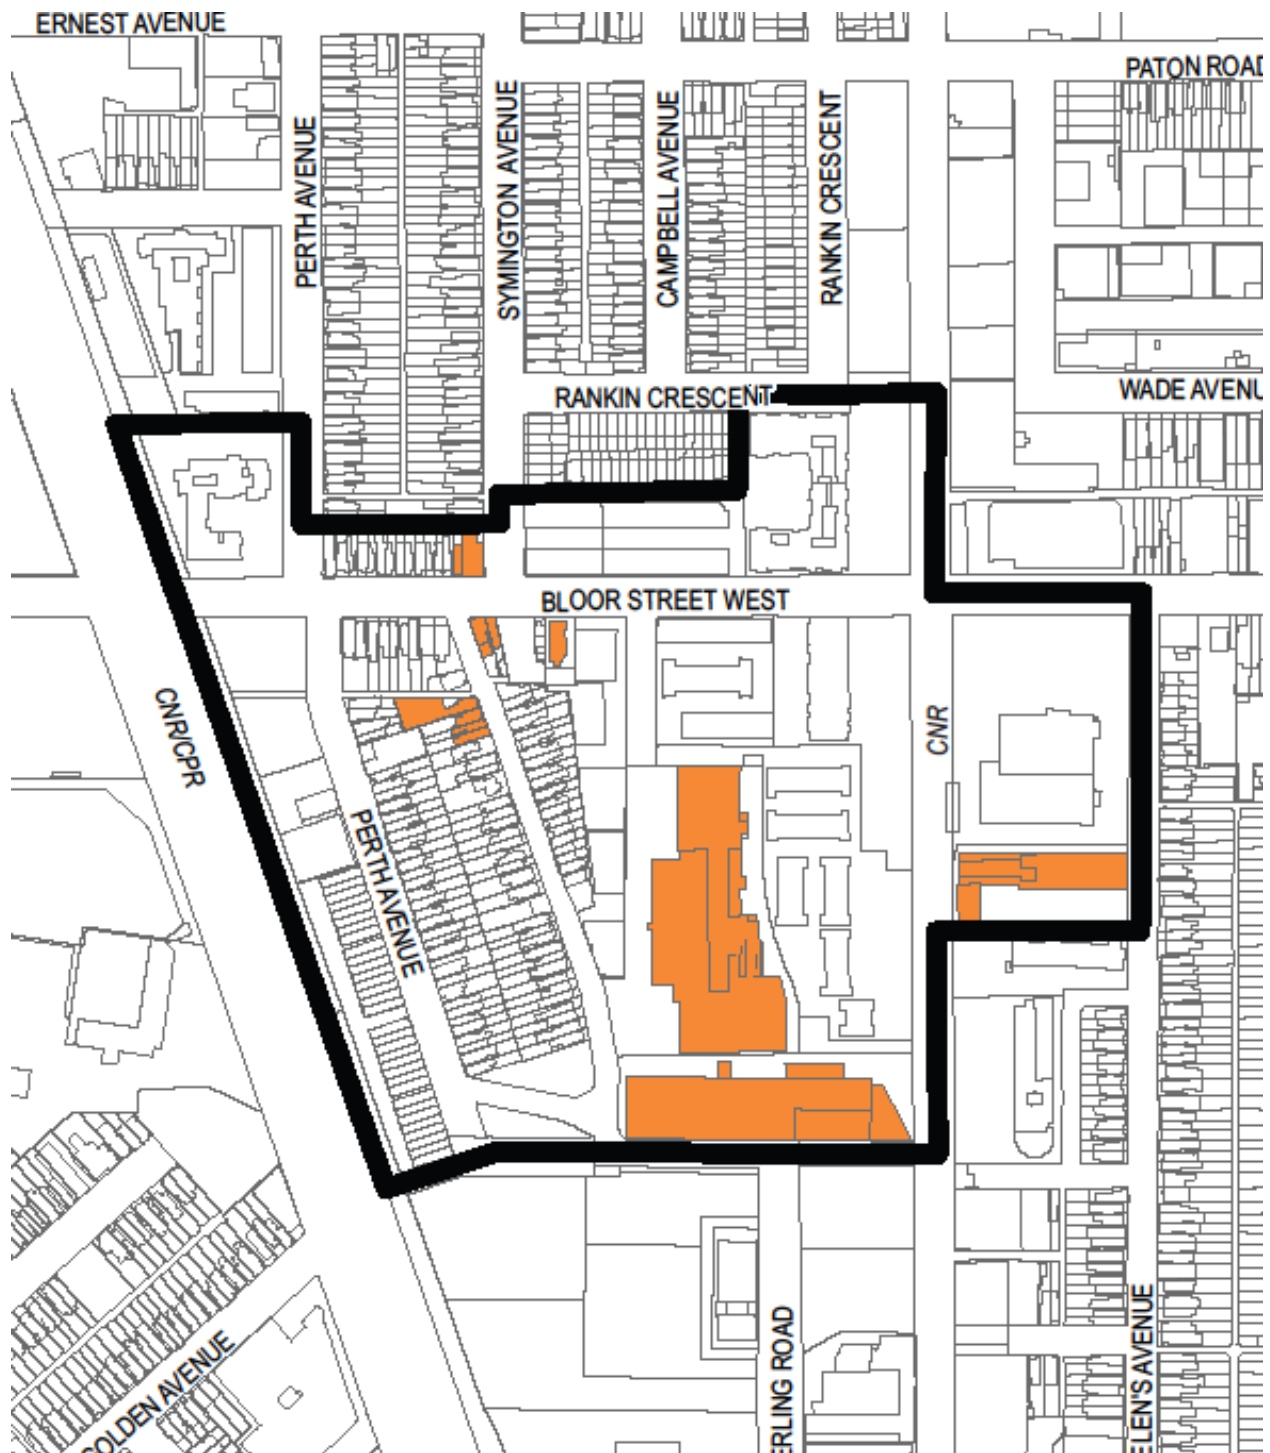 ERNEST AVENUE
PATON ROAD
PERTH AVENUE
SYMINGTON AVENUE
CAMPBELL AVENUE
RANKIN CRESCENT
RANKIN CRESCENT
WADE AVENU
BLOOR STREET WEST
CNR/CPR
CNR
PERTH AVENUE
GOLDEN AVENUE
ERLING ROAD
ELEN'S AVENUE